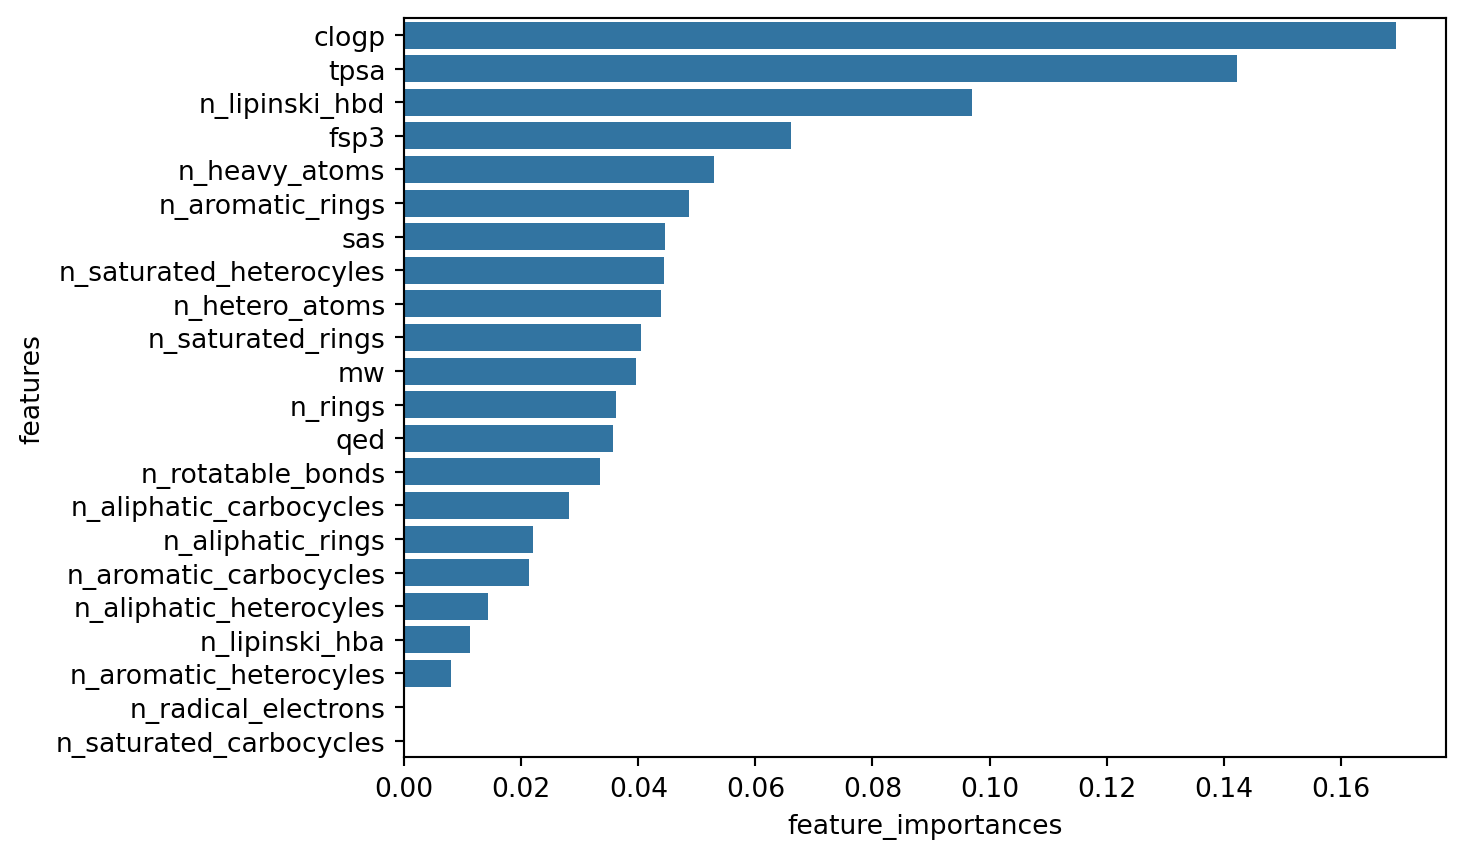 clogp
tpsa
n_lipinski_hbd
fsp3
n_heavy_atoms
n_aromatic_rings
sas
n_saturated_heterocyles
n_hetero_atoms
n_saturated_rings
mw
n_rings
qed
n_rotatable_bonds
n_aliphatic_carbocycles
n_aliphatic_rings
n_aromatic_carbocycles
n_aliphatic_heterocyles
n_lipinski_hba
n_aromatic_heterocyles
n_radical_electrons
n_saturated_carbocycles
features
0.00 0.02 0.04 0.06 0.08 0.10 0.12 0.14 0.16
feature_importances